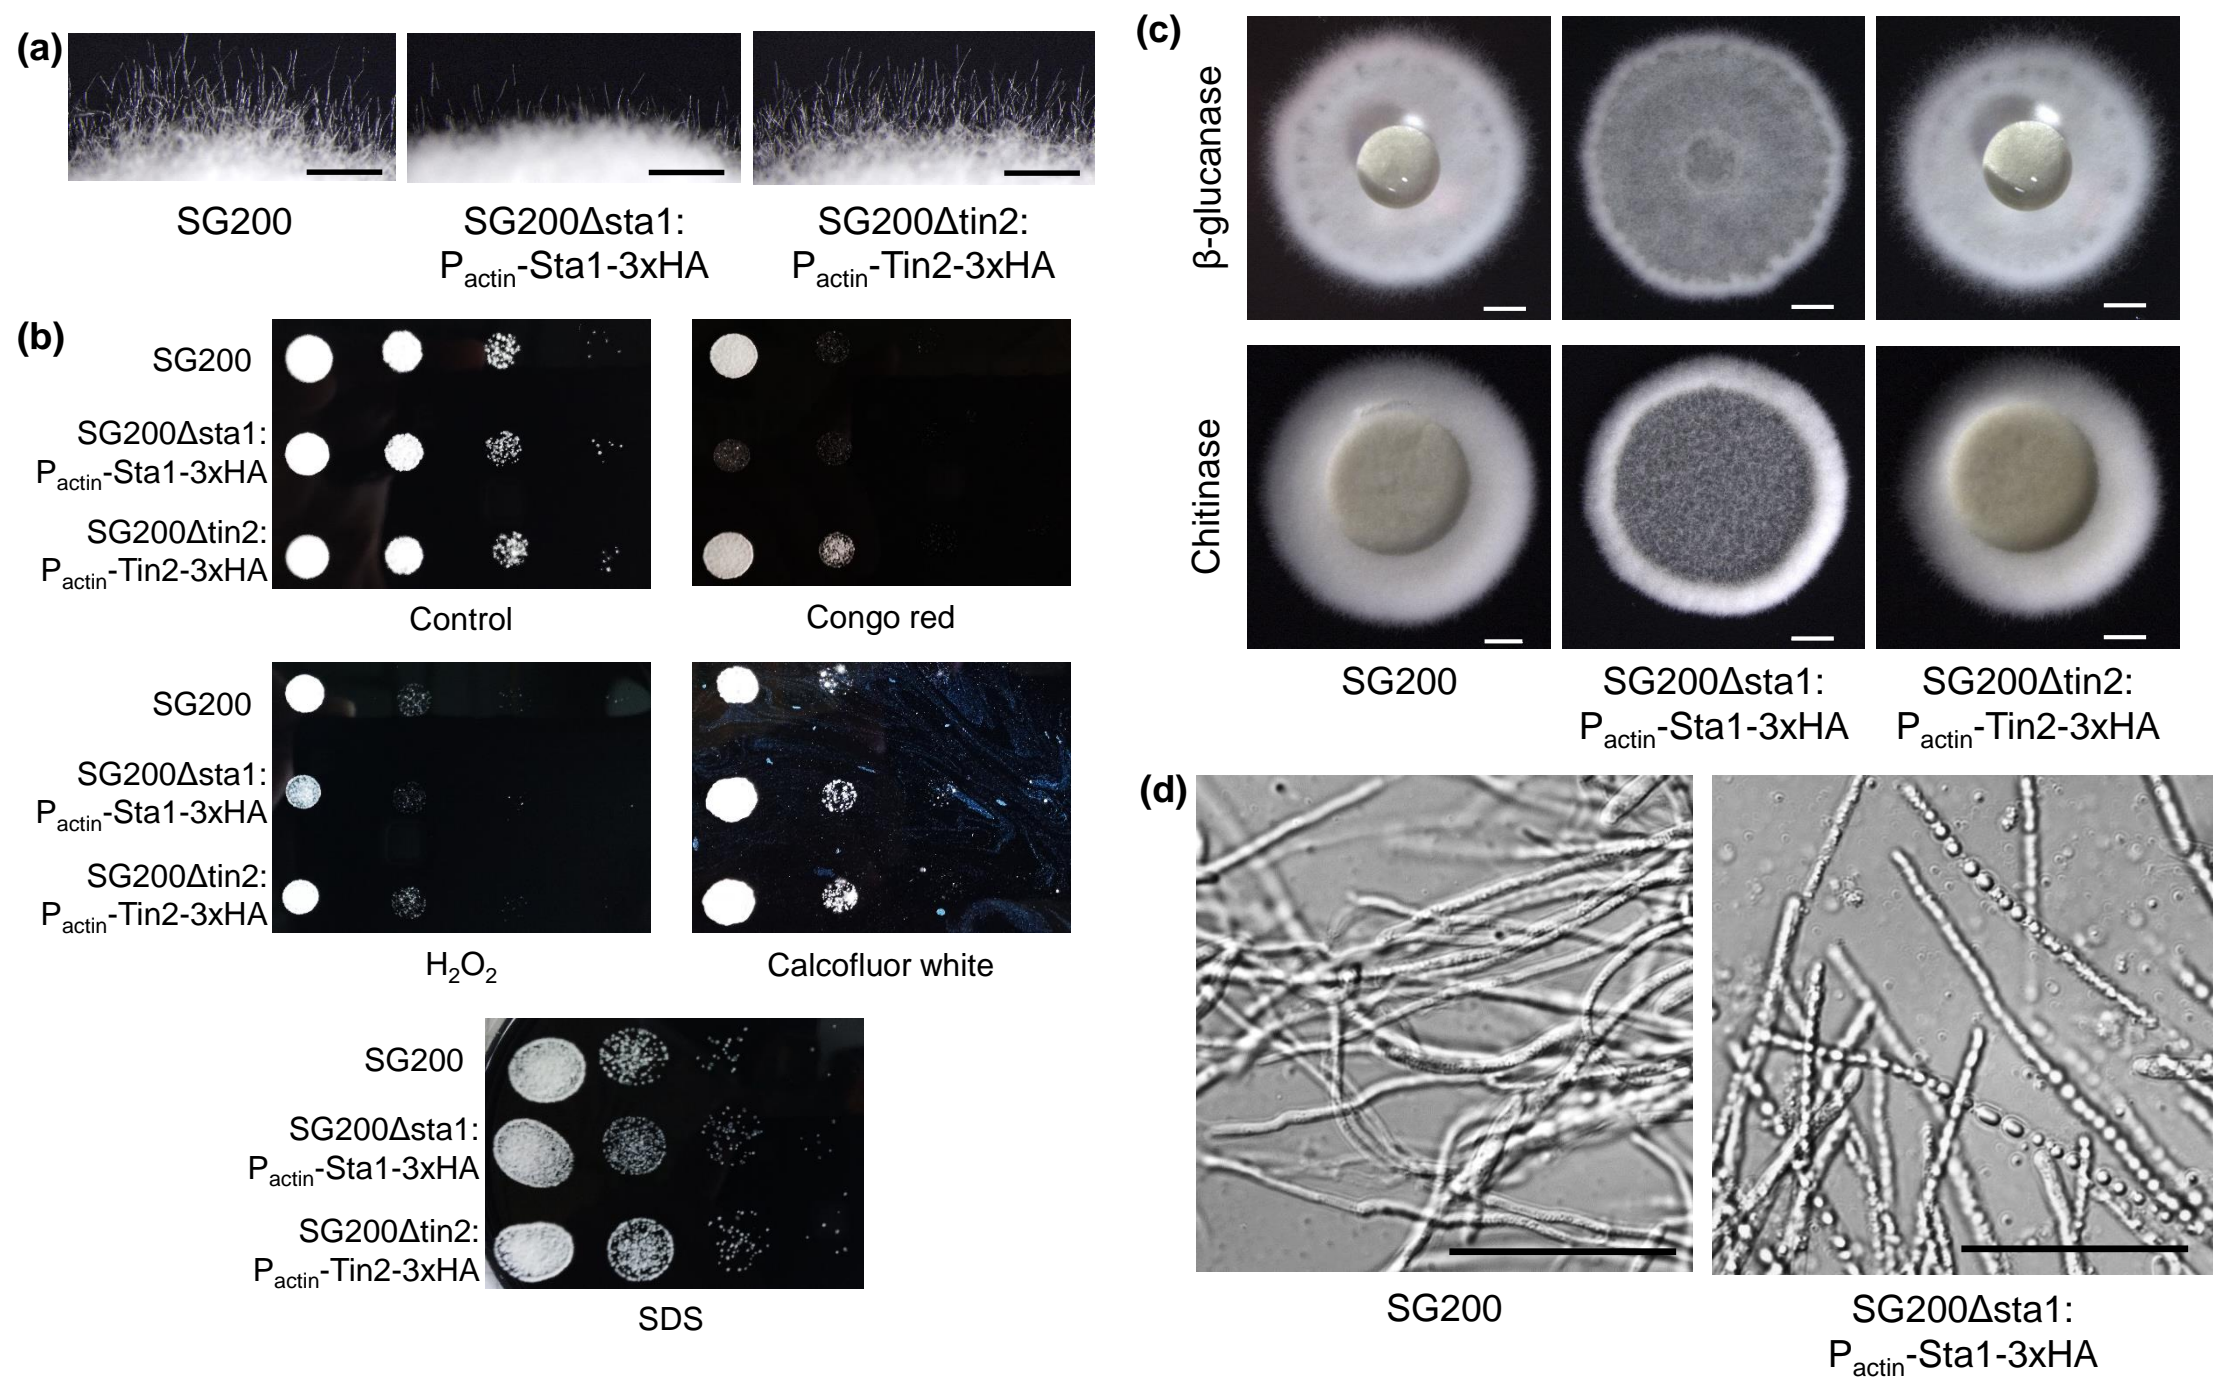 (a)
SG200
SG200Δsta1:
Pactin-Sta1-3xHA
SG200Δtin2:
Pactin-Tin2-3xHA
(b)
SG200
SG200Δsta1:
Pactin-Sta1-3xHA
SG200Δtin2:
Pactin-Tin2-3xHA
Control
Congo red
SG200
SG200Δsta1:
Pactin-Sta1-3xHA
SG200Δtin2:
Pactin-Tin2-3xHA
H2O2
Calcofluor white
SG200
SG200Δsta1:
Pactin-Sta1-3xHA
SG200Δtin2:
Pactin-Tin2-3xHA
SDS
(c)
β-glucanase
Chitinase
SG200
SG200Δsta1:
Pactin-Sta1-3xHA
SG200Δtin2:
Pactin-Tin2-3xHA
(d)
SG200
SG200Δsta1:
Pactin-Sta1-3xHA